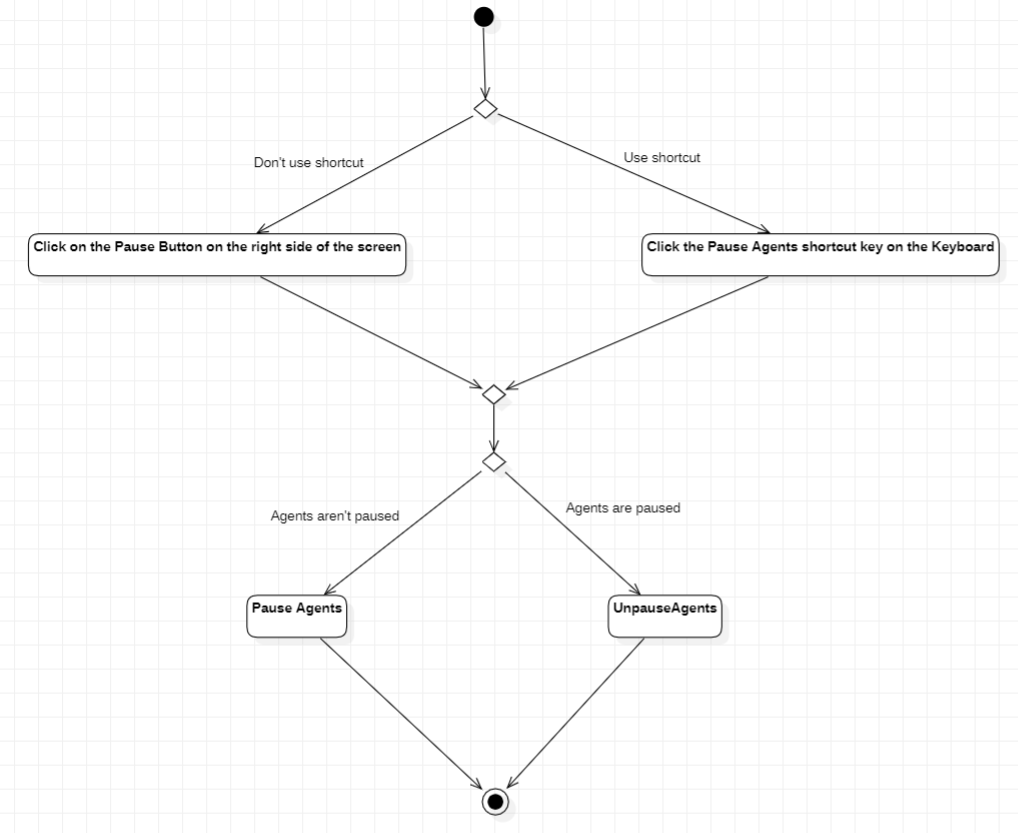 Don't use shortcut
Use shortcut
Click on the Pause Button on the right side of the screen
Click the Pause Agents shortcut key on the Keyboard
Agents aren't paused
Agents are paused
Pause Agents
UnpauseAgents